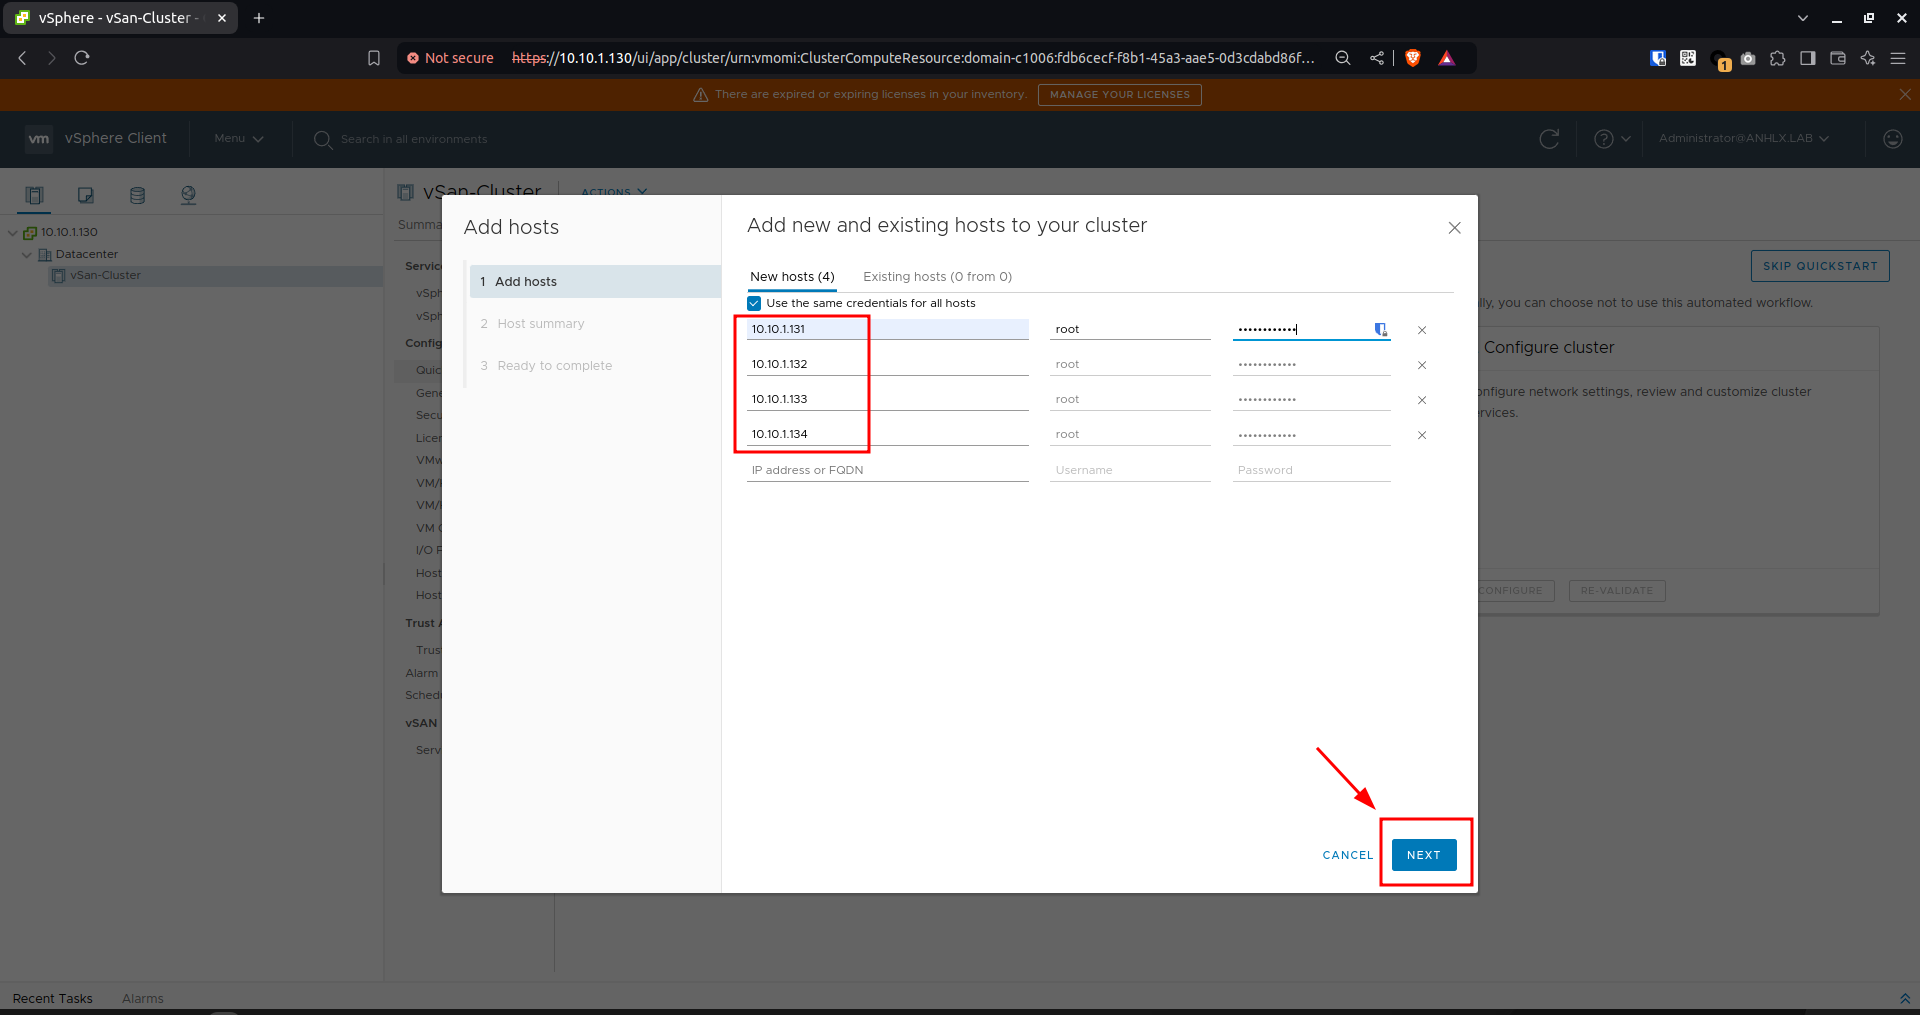 vSphere - vSan-Cluster -
Not secure
https://10.10.1.130/ui/app/cluster/urn:vmomi:ClusterComputeResource:domain-c1006:fdb6cecf-f8b1-45a3-aae5-0d3cdabd86f...
1
There are expired or expiring licenses in your inventory.
MANAGE YOUR LICENSES
vm
vSphere Client
Menu
Search in all environments
Administrator@ANHLX.LAB
10.10.1.130
Datacenter
vSan-Cluster
vSan-Cluster
ACTIONS
Summa
Servic
vSph
vSph
Config
Quic
Gene
Secu
Licer
VMw
VM/
VM/
VM
I/O F
Host
Host
Trust A
Trus
Alarm
Sched
vSAN
Serv
Add hosts
1 Add hosts
2 Host summary
3 Ready to complete
Add new and existing hosts to your cluster
New hosts (4)
Existing hosts (0 from 0)
Use the same credentials for all hosts
10.10.1.131
root
••••••••••••
10.10.1.132
root
••••••••••••
10.10.1.133
root
••••••••••••
10.10.1.134
root
••••••••••••
IP address or FQDN
Username
Password
CANCEL
NEXT
SKIP QUICKSTART
lly, you can choose not to use this automated workflow.
Configure cluster
onfigure network settings, review and customize cluster
rvices.
CONFIGURE
RE-VALIDATE
Recent Tasks
Alarms